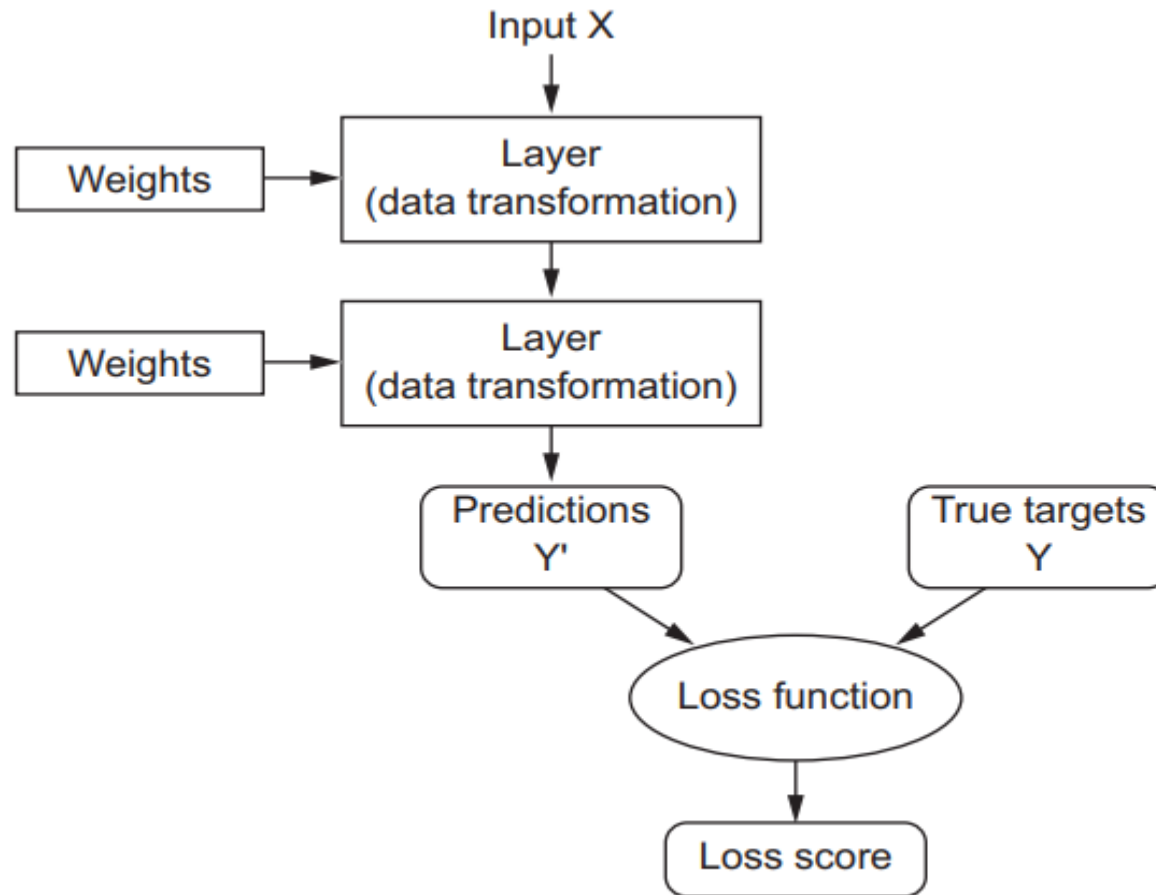 Input X
Weights
Layer
(data transformation)
Weights
Layer
(data transformation)
Predictions
Y'
True targets
Y
Loss function
Loss score